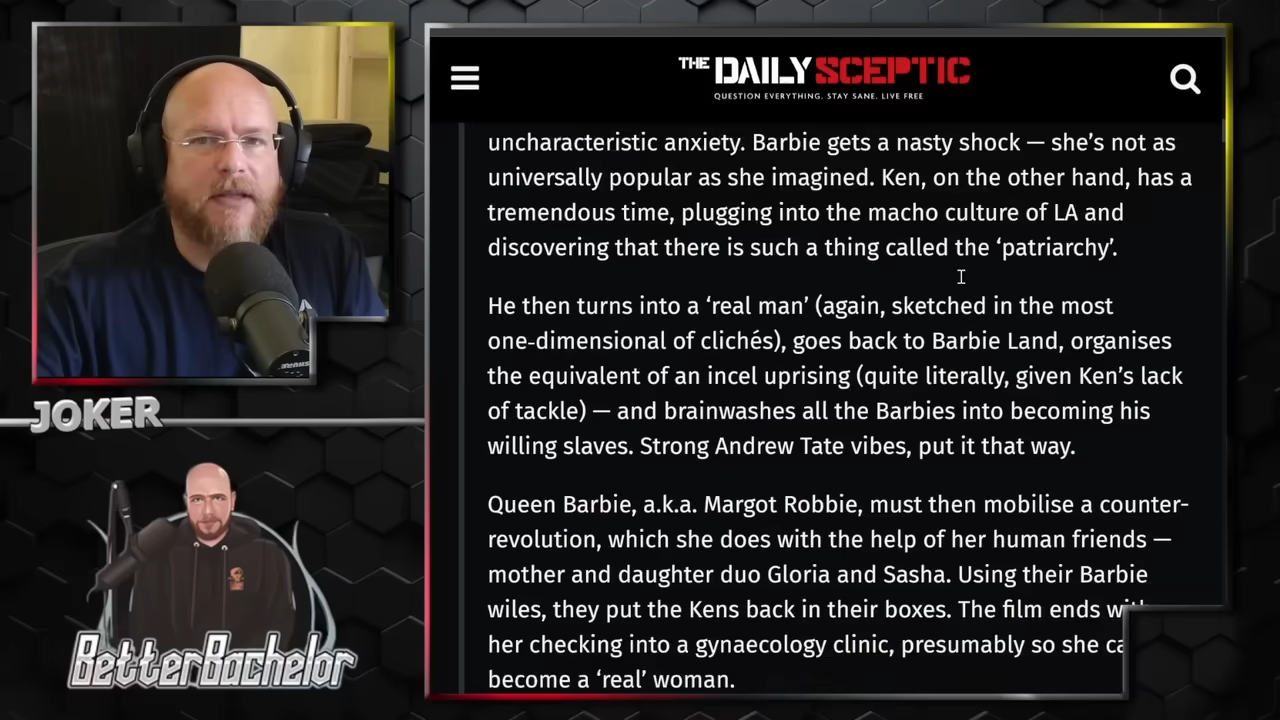 THE DAILY SCEPTIC
QUESTION EVERYTHING. STAY SANE. LIVE FREE
uncharacteristic anxiety. Barbie gets a nasty shock — she’s not as
universally popular as she imagined. Ken, on the other hand, has a
tremendous time, plugging into the macho culture of LA and
discovering that there is such a thing called the ‘patriarchy’.
He then turns into a ‘real man’ (again, sketched in the most
one-dimensional of clichés), goes back to Barbie Land, organises
the equivalent of an incel uprising (quite literally, given Ken’s lack
of tackle) — and brainwashes all the Barbies into becoming his
willing slaves. Strong Andrew Tate vibes, put it that way.
Queen Barbie, a.k.a. Margot Robbie, must then mobilise a counter-
revolution, which she does with the help of her human friends —
mother and daughter duo Gloria and Sasha. Using their Barbie
wiles, they put the Kens back in their boxes. The film ends
her checking into a gynaecology clinic, presumably so she
become a ‘real’ woman.
JOKER
BetterBachelor